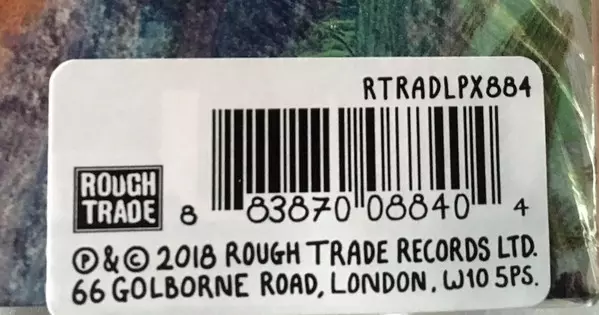 RTRADLPX884
ROUGH
TRADE
8 83870 08840 4
℗ & © 2018 ROUGH TRADE RECORDS LTD.
66 GOLBORNE ROAD, LONDON, W10 5PS.